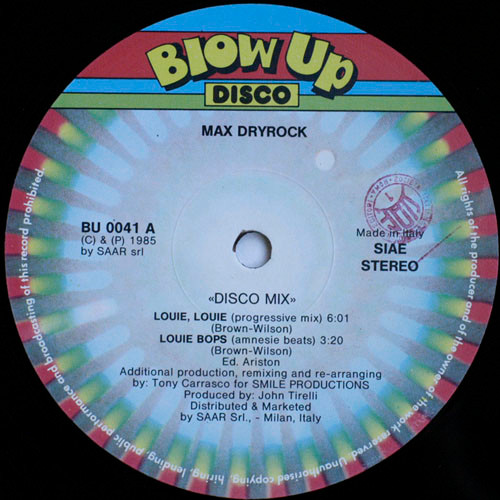 Blow Up
DISCO
MAX DRYROCK
BU 0041 A
(C) & (P) 1985
by SAAR srl
Made in Italy
SIAE
STEREO
«DISCO MIX»
LOUIE, LOUIE (progressive mix) 6:01
(Brown-Wilson)
LOUIE BOPS (amnesie beats) 3:20
(Brown-Wilson)
Ed. Ariston
Additional production, remixing and re-arranging
by: Tony Carrasco for SMILE PRODUCTIONS
Produced by: John Tirelli
Distributed & Marketed
by SAAR Srl., - Milan, Italy
All rights of the producer and of the owner of the work reserved. Unauthorised copying, hiring, lending, public performance and broadcasting of this record prohibited.